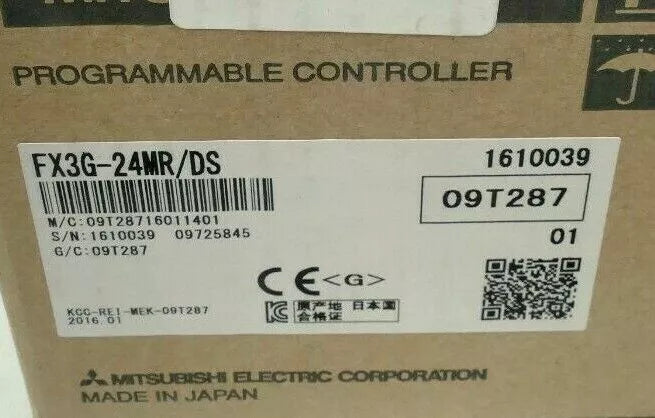 PROGRAMMABLE CONTROLLER
FX3G-24MR/DS
1610039
M/C:09T28716011401
09T287
S/N:1610039 09725845
G/C:09T287
01
CE<G>
KCC-REI-MEK-09T287
2016.01
原产地 日本国
合格证
MITSUBISHI ELECTRIC CORPORATION
MADE IN JAPAN